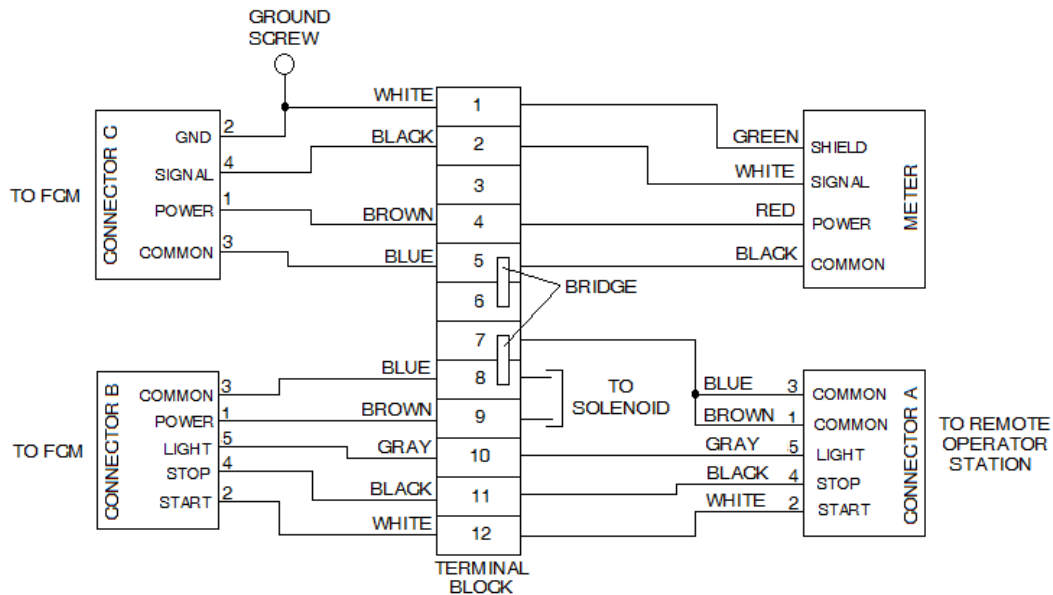 GROUND
SCREW
CONNECTOR C
TO FCM
GND 2
SIGNAL 4
POWER 1
COMMON 3
WHITE
BLACK
BROWN
BLUE
1
2
3
4
5
6
7
8
9
10
11
12
TERMINAL
BLOCK
BRIDGE
GREEN
WHITE
RED
BLACK
SHIELD
SIGNAL
POWER
COMMON
METER
CONNECTOR B
TO FCM
COMMON 3
POWER 1
LIGHT 5
STOP 4
START 2
BLUE
BROWN
GRAY
BLACK
WHITE
TO
SOLENOID
BLUE 3 COMMON
BROWN 1 COMMON
GRAY 5 LIGHT
BLACK 4 STOP
WHITE 2 START
CONNECTOR A
TO REMOTE
OPERATOR
STATION